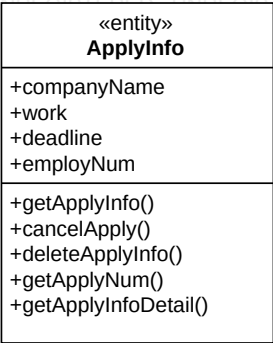 «entity»
ApplyInfo
+companyName
+work
+deadline
+employNum
+getApplyInfo()
+cancelApply()
+deleteApplyInfo()
+getApplyNum()
+getApplyInfoDetail()